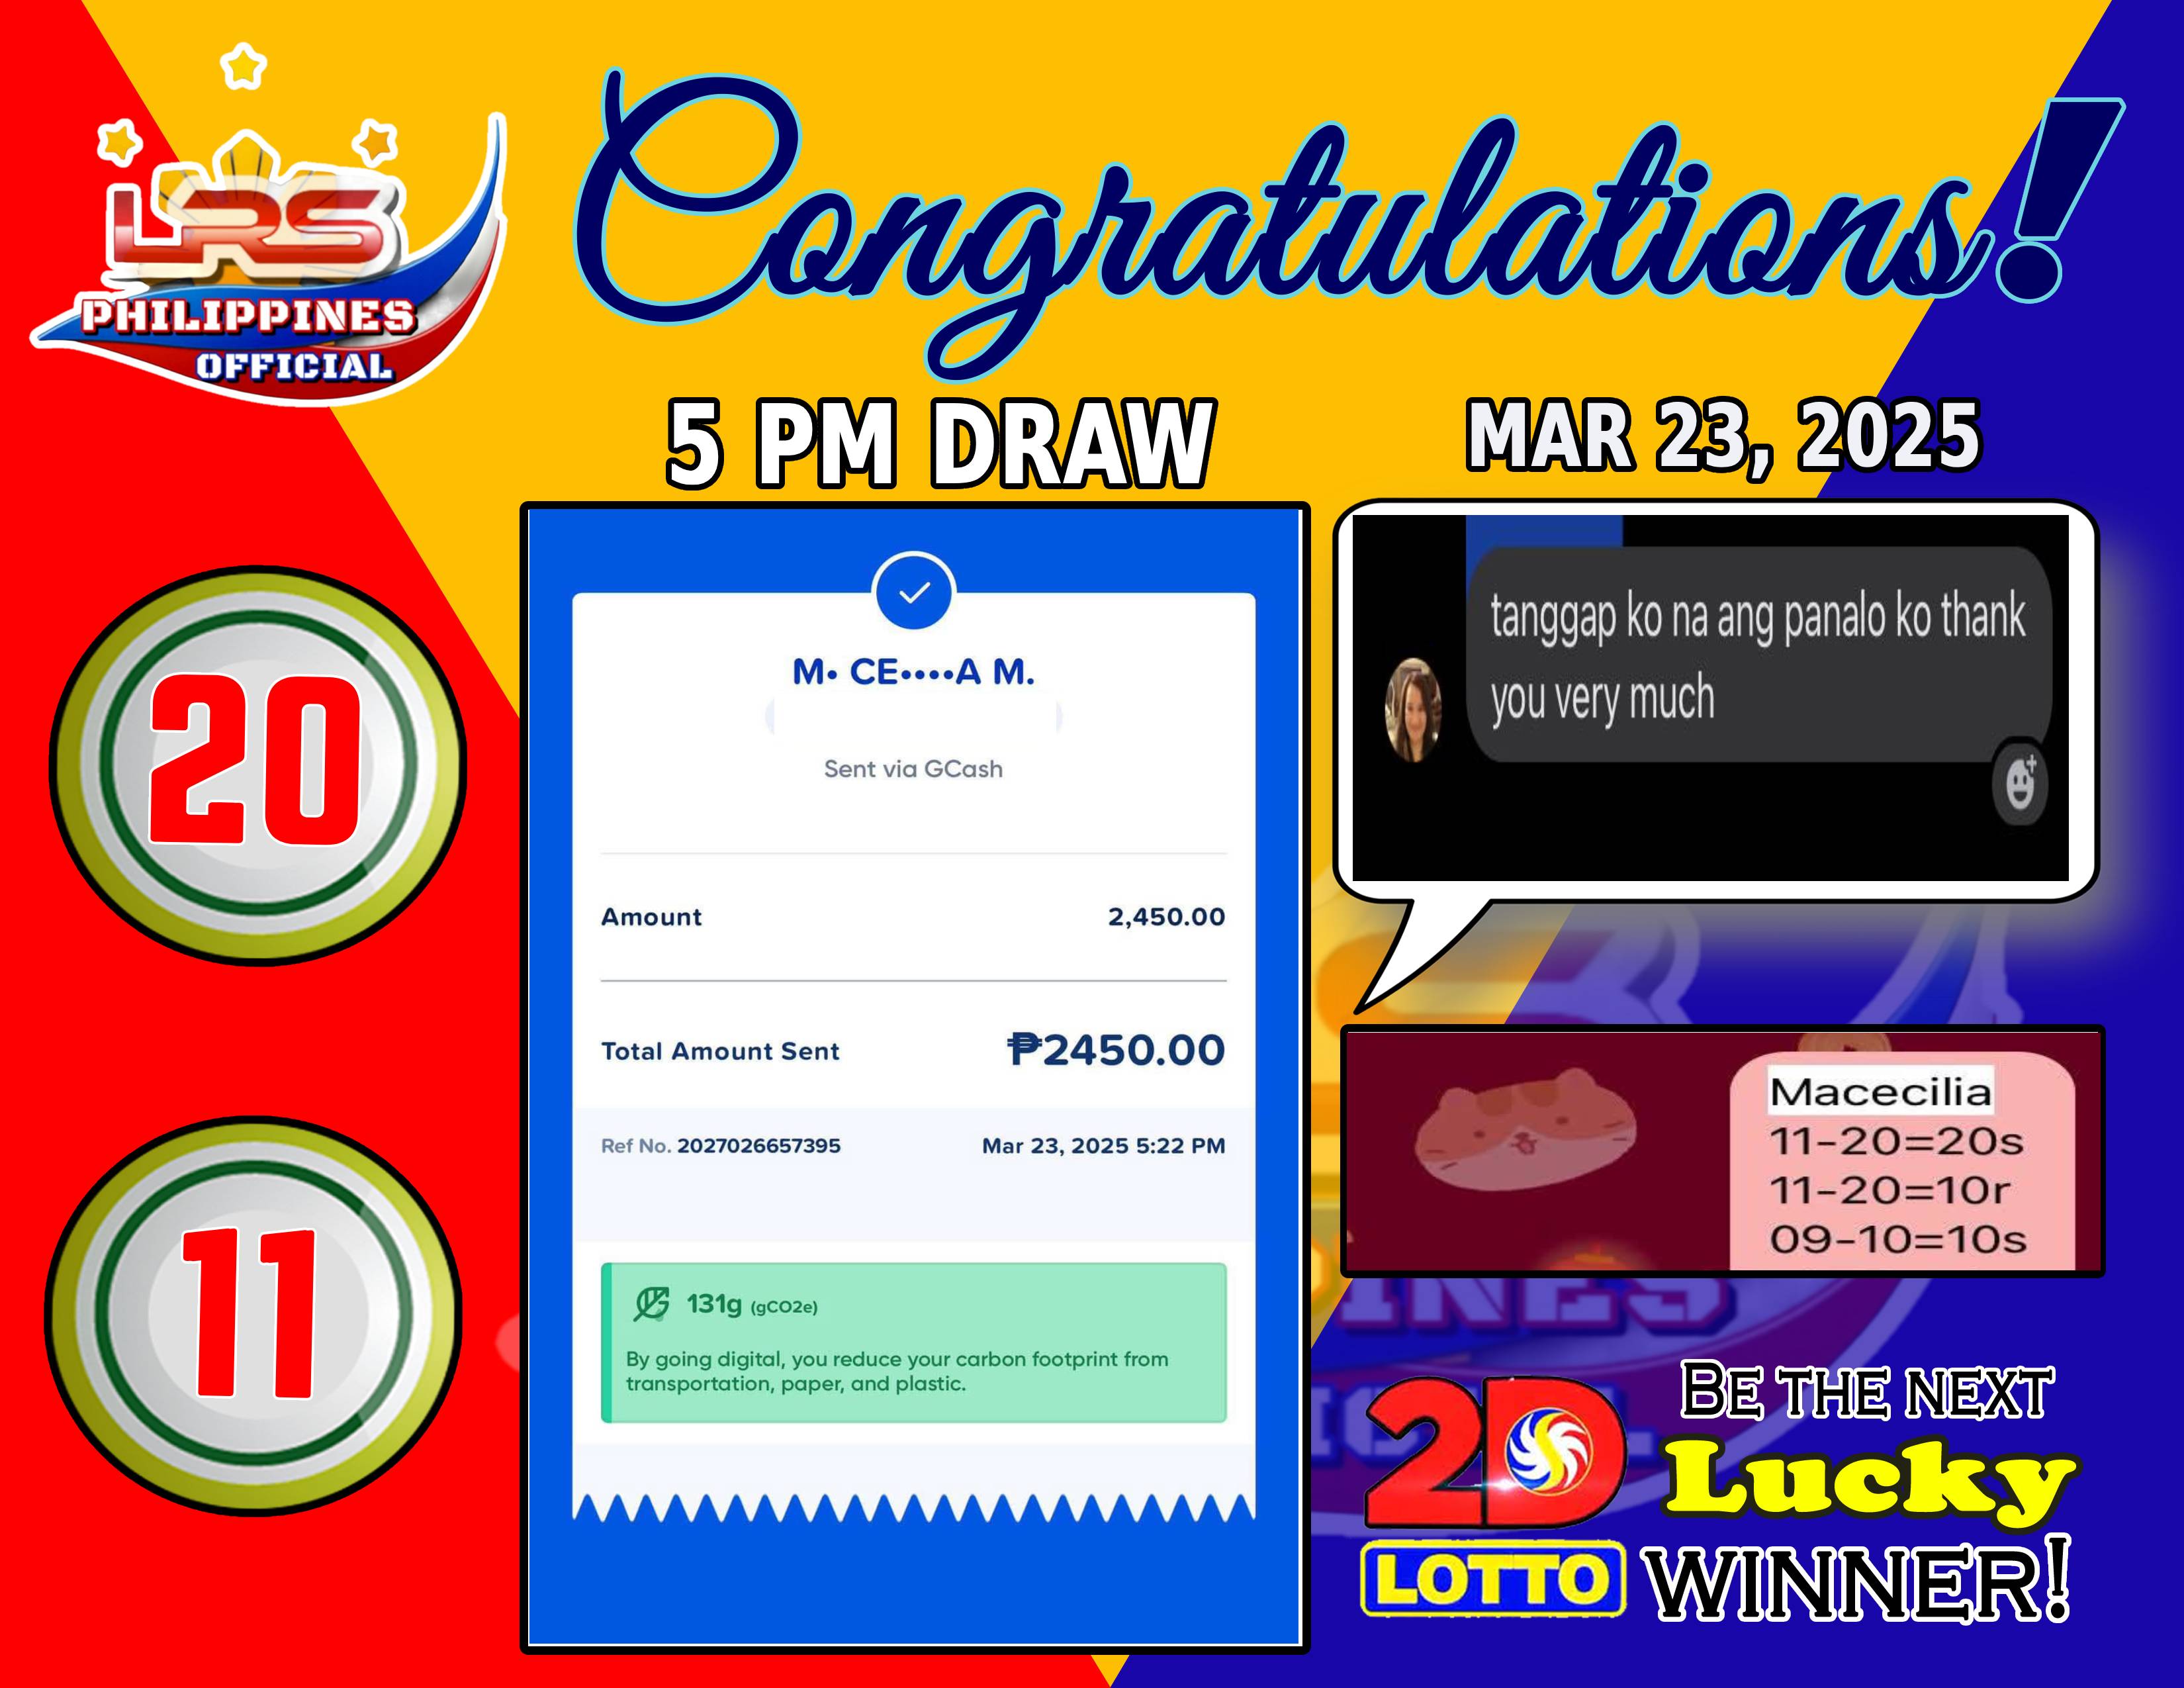 LRS
PHILIPPINES
OFFICIAL
Congratulations!
5 PM DRAW
MAR 23, 2025
20
11
M• CE••••A M.
Sent via GCash
Amount 2,450.00
Total Amount Sent ₱2450.00
Ref No. 2027026657395 Mar 23, 2025 5:22 PM
131g (gCO2e)
By going digital, you reduce your carbon footprint from
transportation, paper, and plastic.
tanggap ko na ang panalo ko thank
you very much
Macecilia
11-20=20s
11-20=10r
09-10=10s
2D
LOTTO
BE THE NEXT
Lucky
WINNER!